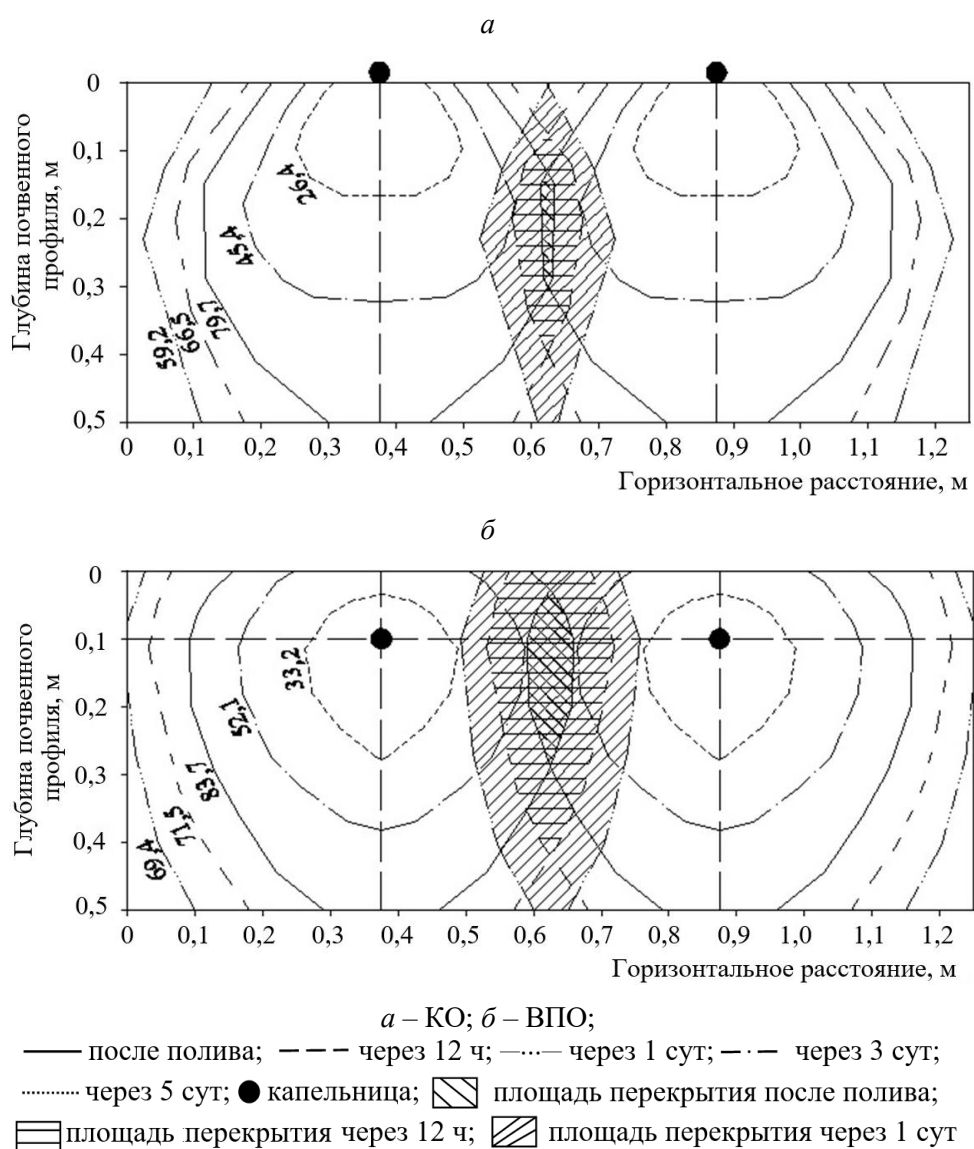 а
0
0,1
0,2
0,3
0,4
0,5
Глубина почвенного
профиля, м
26,4
45,4
79,7
66,5
59,2
0 0,1 0,2 0,3 0,4 0,5 0,6 0,7 0,8 0,9 1,0 1,1 1,2
Горизонтальное расстояние, м
б
0
0,1
0,2
0,3
0,4
0,5
Глубина почвенного
профиля, м
33,2
52,1
83,7
71,5
69,4
0 0,1 0,2 0,3 0,4 0,5 0,6 0,7 0,8 0,9 1,0 1,1 1,2
Горизонтальное расстояние, м
а – КО; б – ВПО;
после полива; через 12 ч; через 1 сут; через 3 сут;
через 5 сут; капельница; площадь перекрытия после полива;
площадь перекрытия через 12 ч; площадь перекрытия через 1 сут